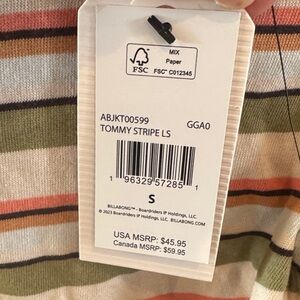 MIX
Paper
FSC
FSC™ C012345
ABJKT00599
GGA0
TOMMY STRIPE LS
1 96329 57285 1
S
BILLABONG™ - Boardriders IP Holdings, LLC.
© 2023 Boardriders IP Holdings, LLC. BILLABONG.COM
USA MSRP: $45.95
Canada MSRP: $59.95